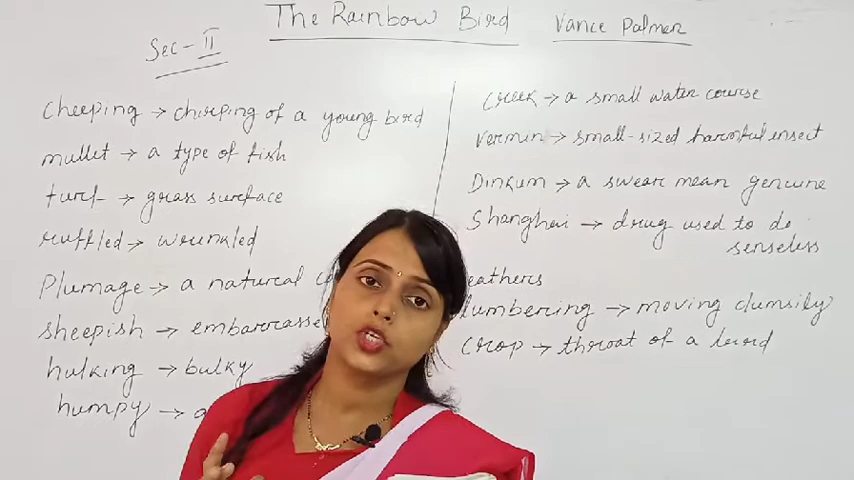 The Rainbow Bird Vance Palmer
Sec - II
cheeping → chirping of a young bird
mullet → a type of fish
turf → grass surface
ruffled → wrunkled
Plumage → a natural eathers
sheepish → embarrasse
hulking → bulky
humpy → a
creek → a small water course
vermin → small-sized harmful insect
Dinkum → a swear mean genuine
Shanghai → drug used to do
senseless
lumbering → moving clumsily
crop → throat of a bird